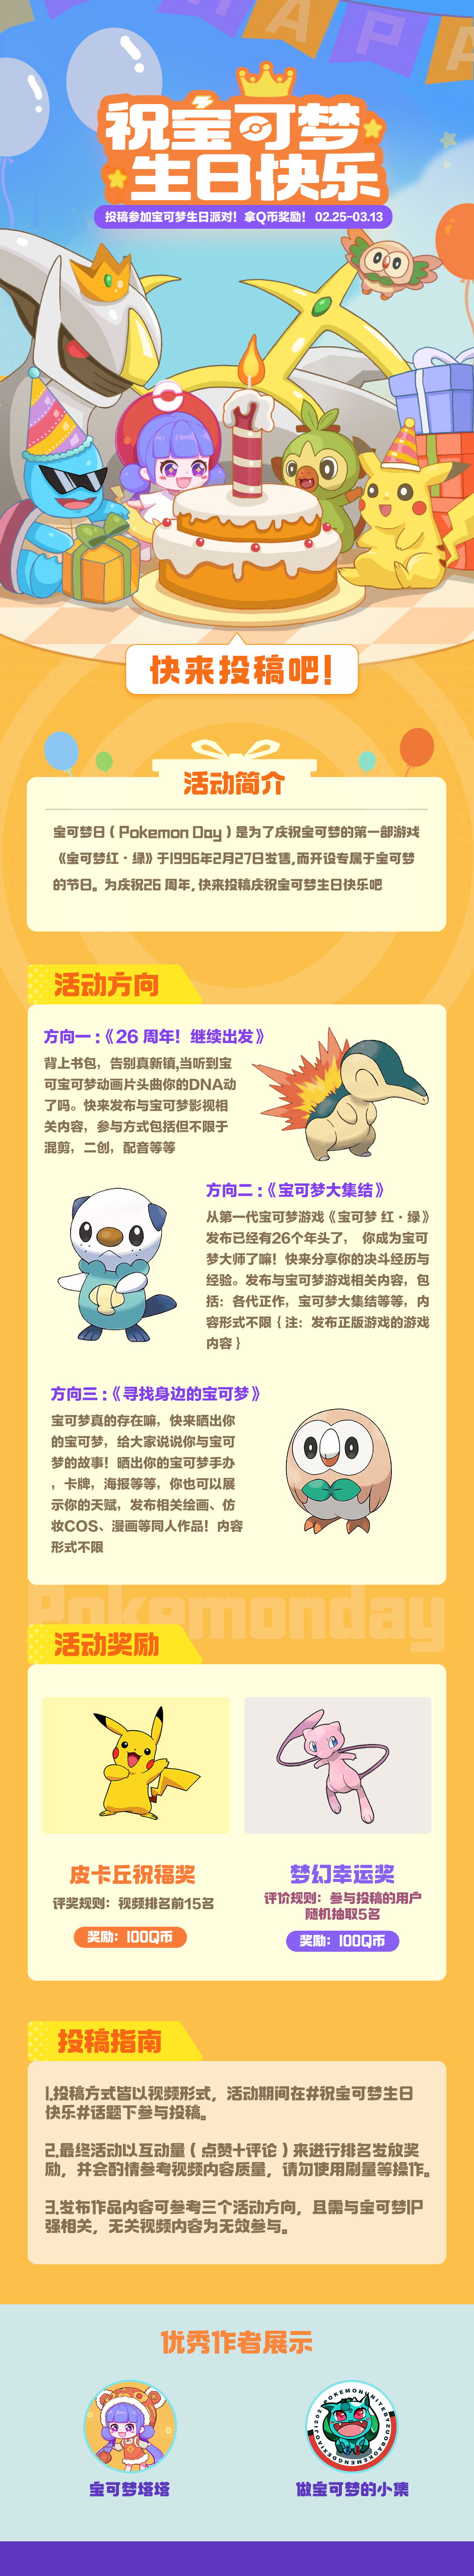 HAPP
祝宝可梦
生日快乐
投稿参加宝可梦生日派对！拿Q币奖励！ 02.25-03.13
快来投稿吧！
活动简介
宝可梦日（Pokemon Day）是为了庆祝宝可梦的第一部游戏
《宝可梦红·绿》于1996年2月27日发售，而开设专属于宝可梦
的节日。为庆祝26 周年，快来投稿庆祝宝可梦生日快乐吧
活动方向
方向一：《26 周年！继续出发》
背上书包，告别真新镇，当听到宝
可宝可梦动画片头曲你的DNA动
了吗。快来发布与宝可梦影视相
关内容，参与方式包括但不限于
混剪，二创，配音等等
方向二：《宝可梦大集结》
从第一代宝可梦游戏《宝可梦 红·绿》
发布已经有26个年头了， 你成为宝可
梦大师了嘛！快来分享你的决斗经历与
经验。发布与宝可梦游戏相关内容，包
括：各代正作，宝可梦大集结等等，内
容形式不限{注：发布正版游戏的游戏
内容}
方向三：《寻找身边的宝可梦》
宝可梦真的存在嘛，快来晒出你
的宝可梦，给大家说说你与宝可
梦的故事！晒出你的宝可梦手办
，卡牌，海报等等，你也可以展
示你的天赋，发布相关绘画、仿
妆COS、漫画等同人作品！内容
形式不限
Pokemonday
活动奖励
皮卡丘祝福奖
评奖规则：视频排名前15名
奖励：100Q币
梦幻幸运奖
评价规则：参与投稿的用户
随机抽取5名
奖励：100Q币
投稿指南
1.投稿方式皆以视频形式，活动期间在#祝宝可梦生日
快乐#话题下参与投稿。
2.最终活动以互动量（点赞+评论）来进行排名发放奖
励，并会酌情参考视频内容质量，请勿使用刷量等操作。
3.发布作品内容可参考三个活动方向，且需与宝可梦IP
强相关，无关视频内容为无效参与。
优秀作者展示
宝可梦塔塔
做宝可梦的小集